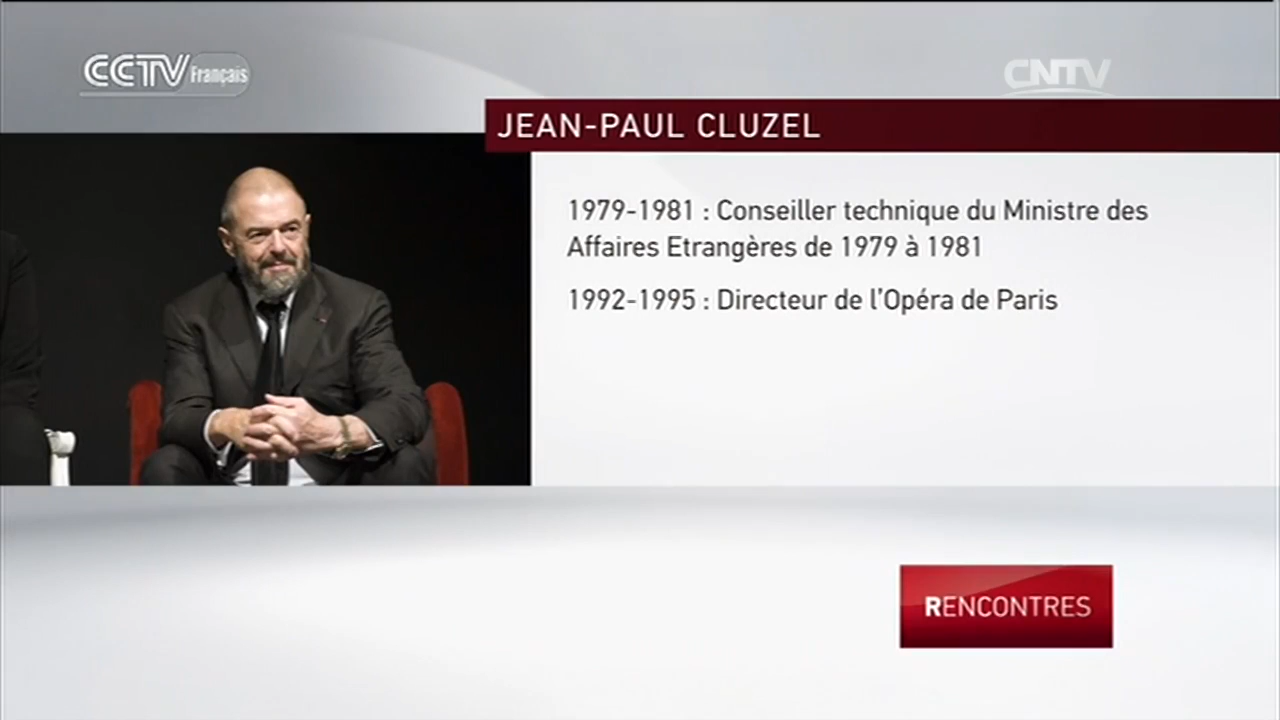 CCTV Français
CNTV
JEAN-PAUL CLUZEL
1979-1981 : Conseiller technique du Ministre des
Affaires Etrangères de 1979 à 1981
1992-1995 : Directeur de l'Opéra de Paris
RENCONTRES